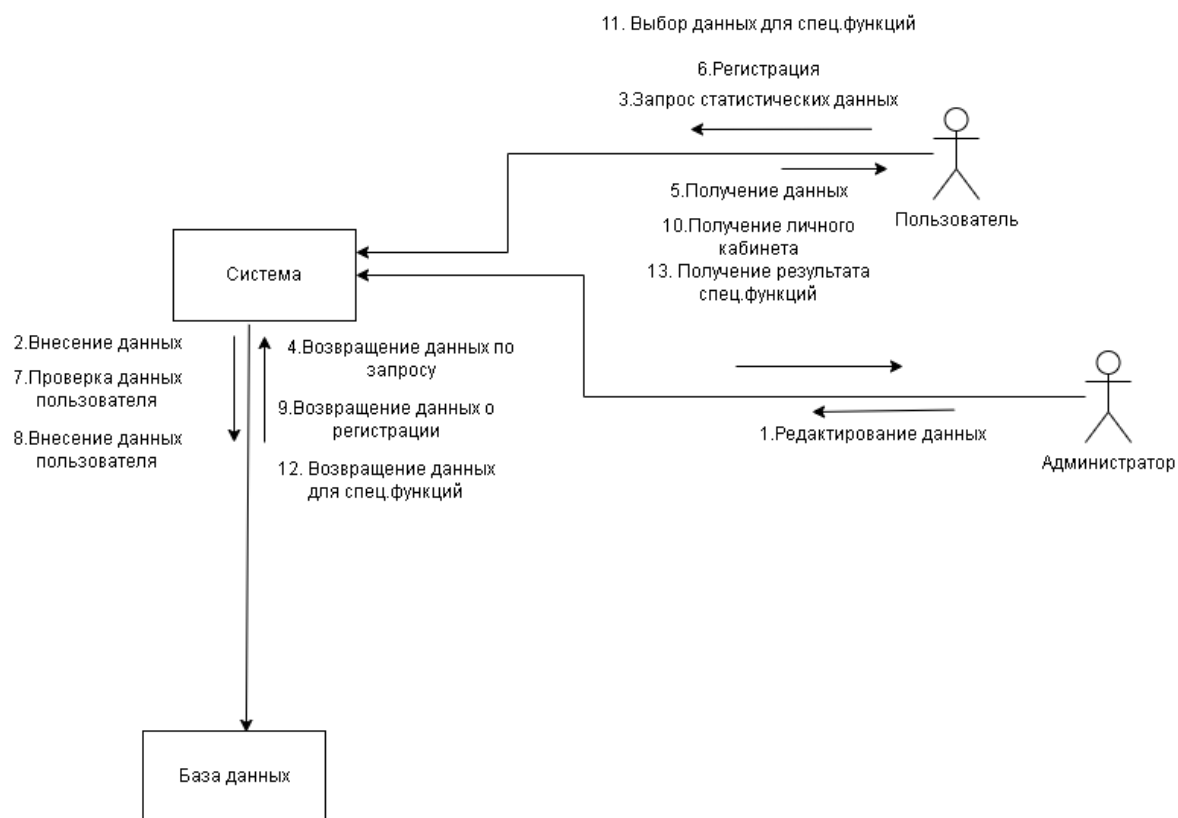 11. Выбор данных для спец.функций
6.Регистрация
3.Запрос статистических данных
5.Получение данных
10.Получение личного
кабинета
13. Получение результата
спец.функций
Пользователь
Система
2.Внесение данных
7.Проверка данных
пользователя
8.Внесение данных
пользователя
4.Возвращение данных по
запросу
9.Возвращение данных о
регистрации
12. Возвращение данных
для спец.функций
1.Редактирование данных
Администратор
База данных